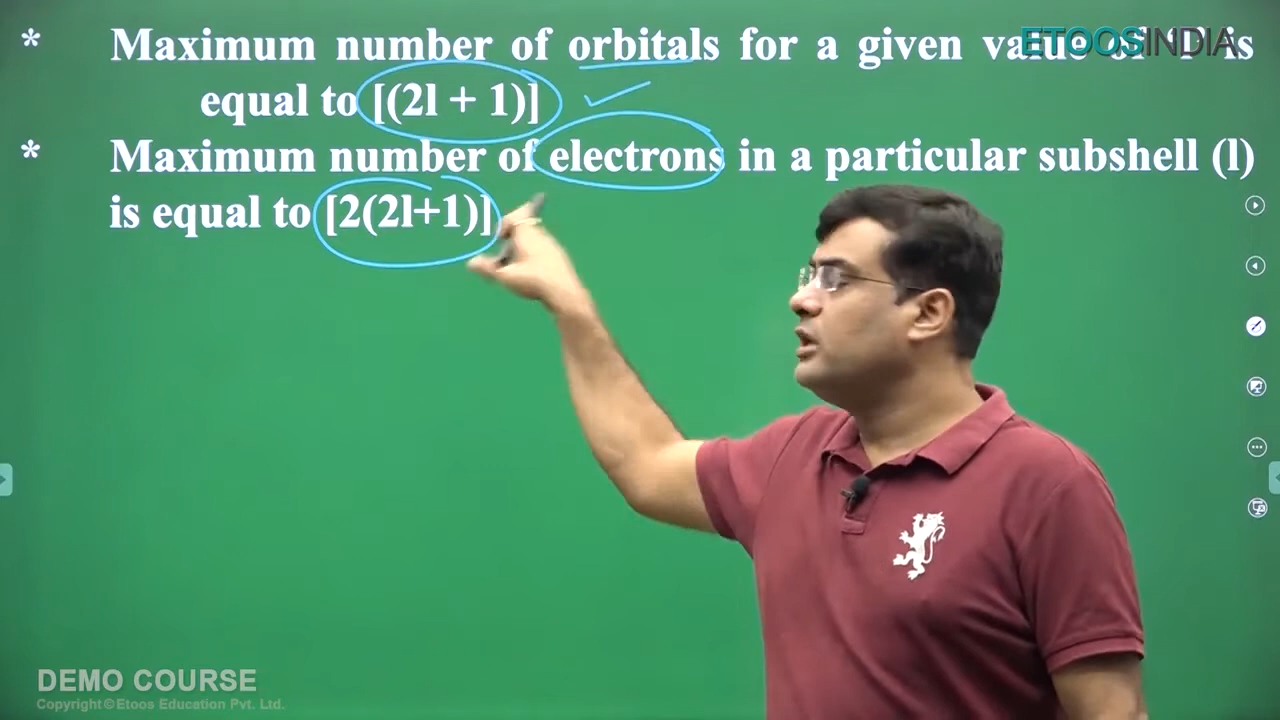 ETOOSINDIA
* Maximum number of orbitals for a given value of 'l' is
equal to [(2l + 1)]
* Maximum number of electrons in a particular subshell (l)
is equal to [2(2l+1)]
DEMO COURSE
Copyright©Etoos Education Pvt. Ltd.